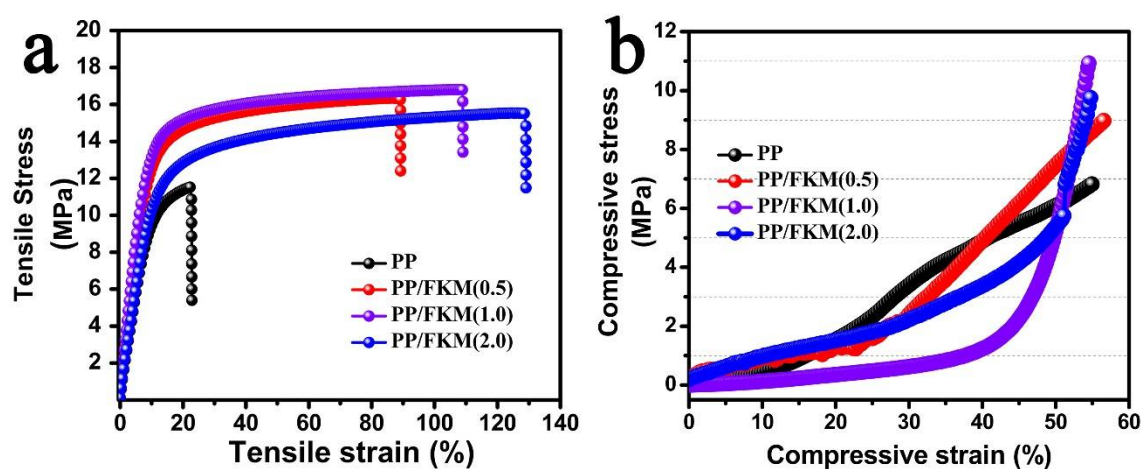 a
20
18
16
14
12
10
8
6
4
2
Tensile Stress
(MPa)
PP
PP/FKM(0.5)
PP/FKM(1.0)
PP/FKM(2.0)
0 20 40 60 80 100 120 140
Tensile strain (%)
b
12
10
8
6
4
2
0
Compressive stress
(MPa)
PP
PP/FKM(0.5)
PP/FKM(1.0)
PP/FKM(2.0)
0 10 20 30 40 50 60
Compressive strain (%)